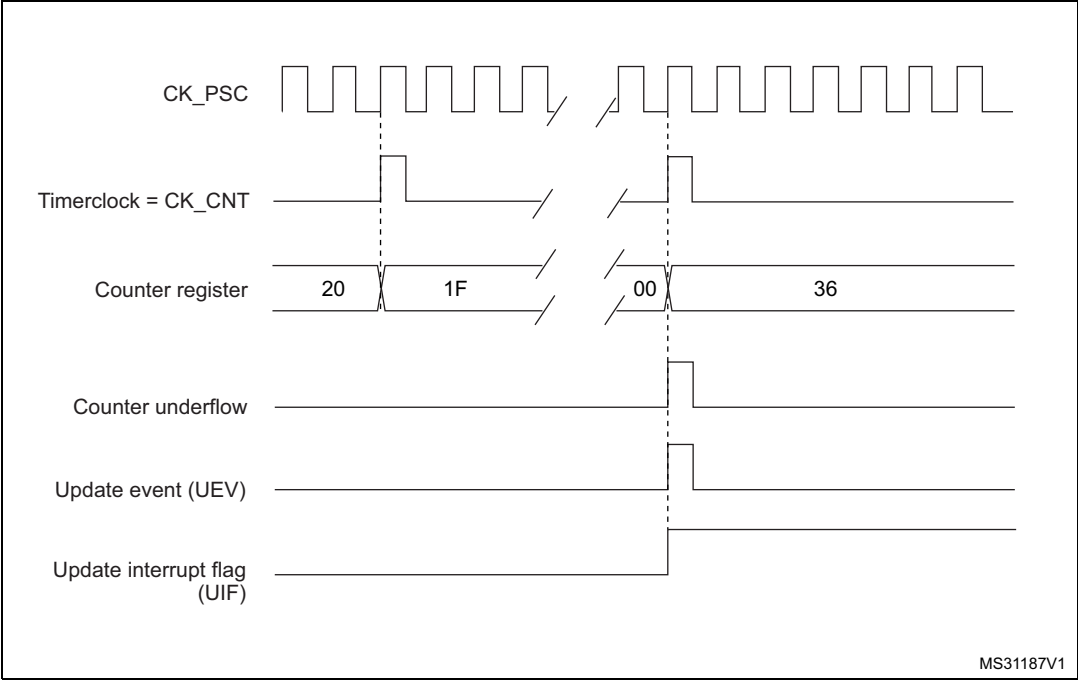 CK_PSC
Timerclock = CK_CNT
Counter register
20
1F
00
36
Counter underflow
Update event (UEV)
Update interrupt flag
(UIF)
MS31187V1